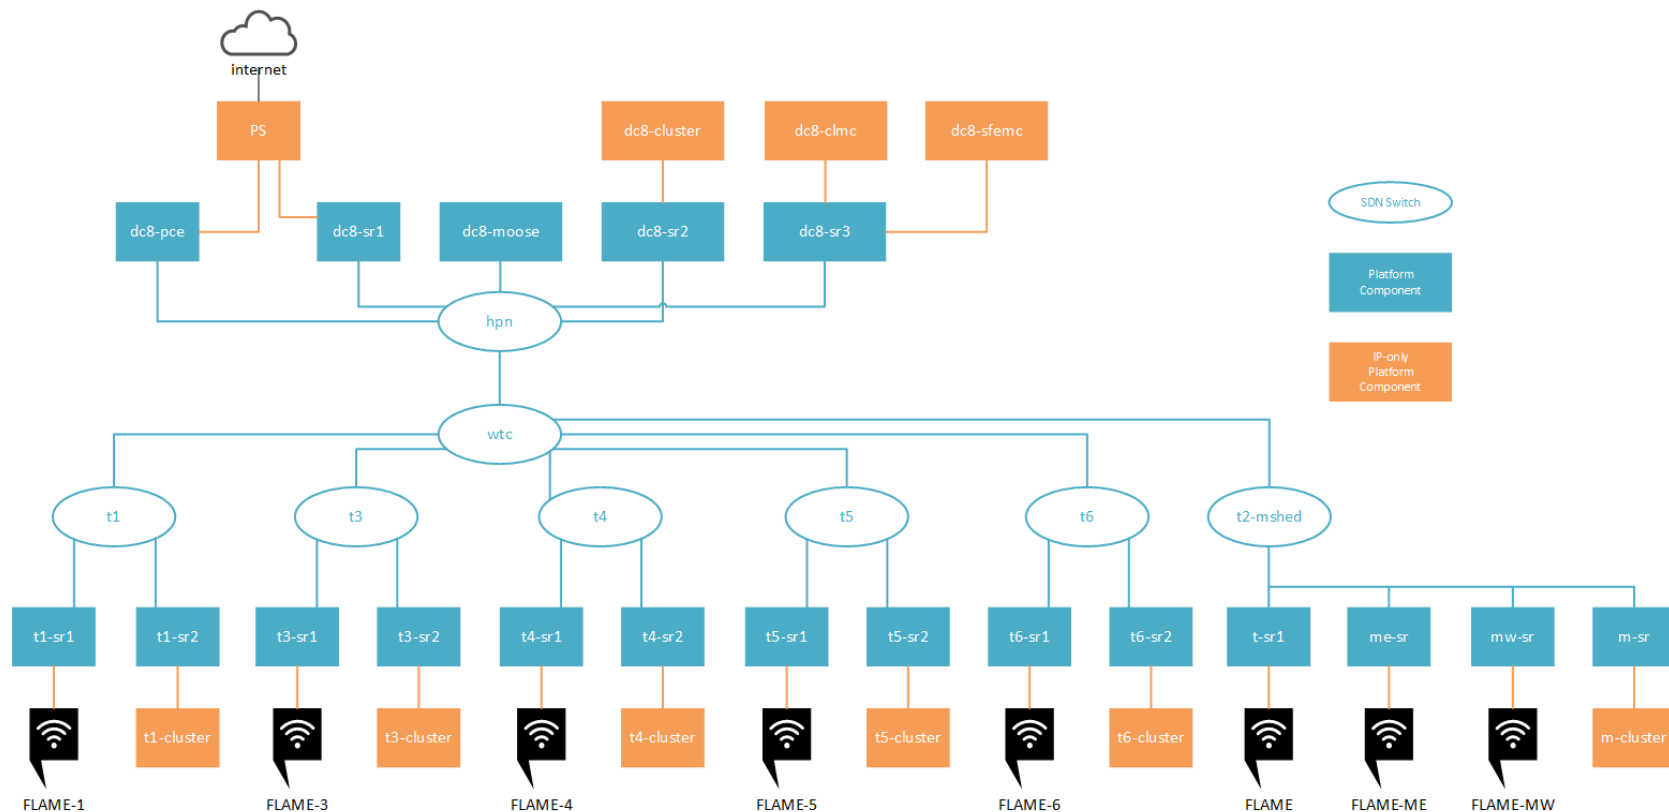 internet
PS
dc8-cluster
dc8-clmc
dc8-sfemc
dc8-pce
dc8-sr1
dc8-moose
dc8-sr2
dc8-sr3
SDN Switch
Platform
Component
hpn
IP-only
Platform
Component
wtc
t1
t3
t4
t5
t6
t2-mshed
t1-sr1
t1-sr2
t3-sr1
t3-sr2
t4-sr1
t4-sr2
t5-sr1
t5-sr2
t6-sr1
t6-sr2
t-sr1
me-sr
mw-sr
m-sr
t1-cluster
t3-cluster
t4-cluster
t5-cluster
t6-cluster
m-cluster
FLAME-1
FLAME-3
FLAME-4
FLAME-5
FLAME-6
FLAME
FLAME-ME
FLAME-MW